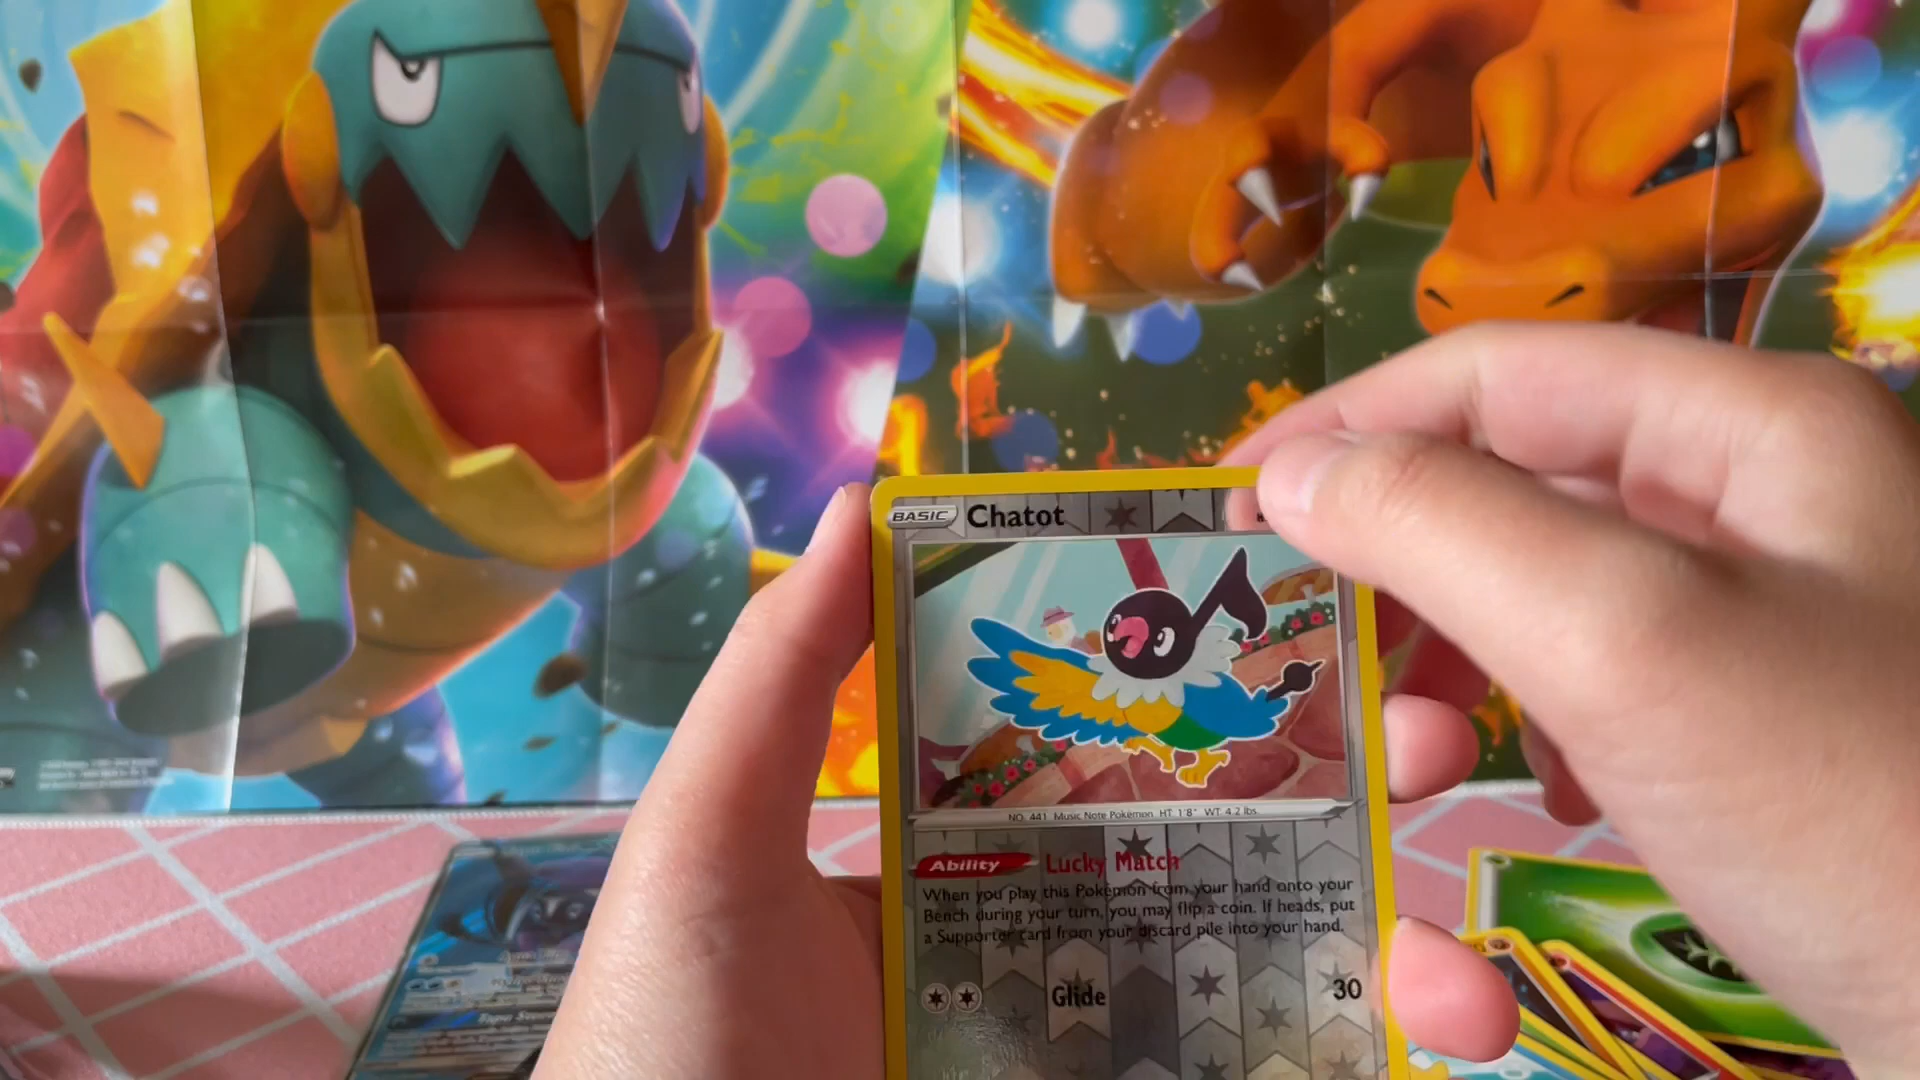 BASIC Chatot
NO. 441 Music Note Pokémon HT: 1'8" WT: 4.2 lbs.
Ability Lucky Match
When you play this Pokémon from your hand onto your
Bench during your turn, you may flip a coin. If heads, put
a Supporter card from your discard pile into your hand.
Glide 30